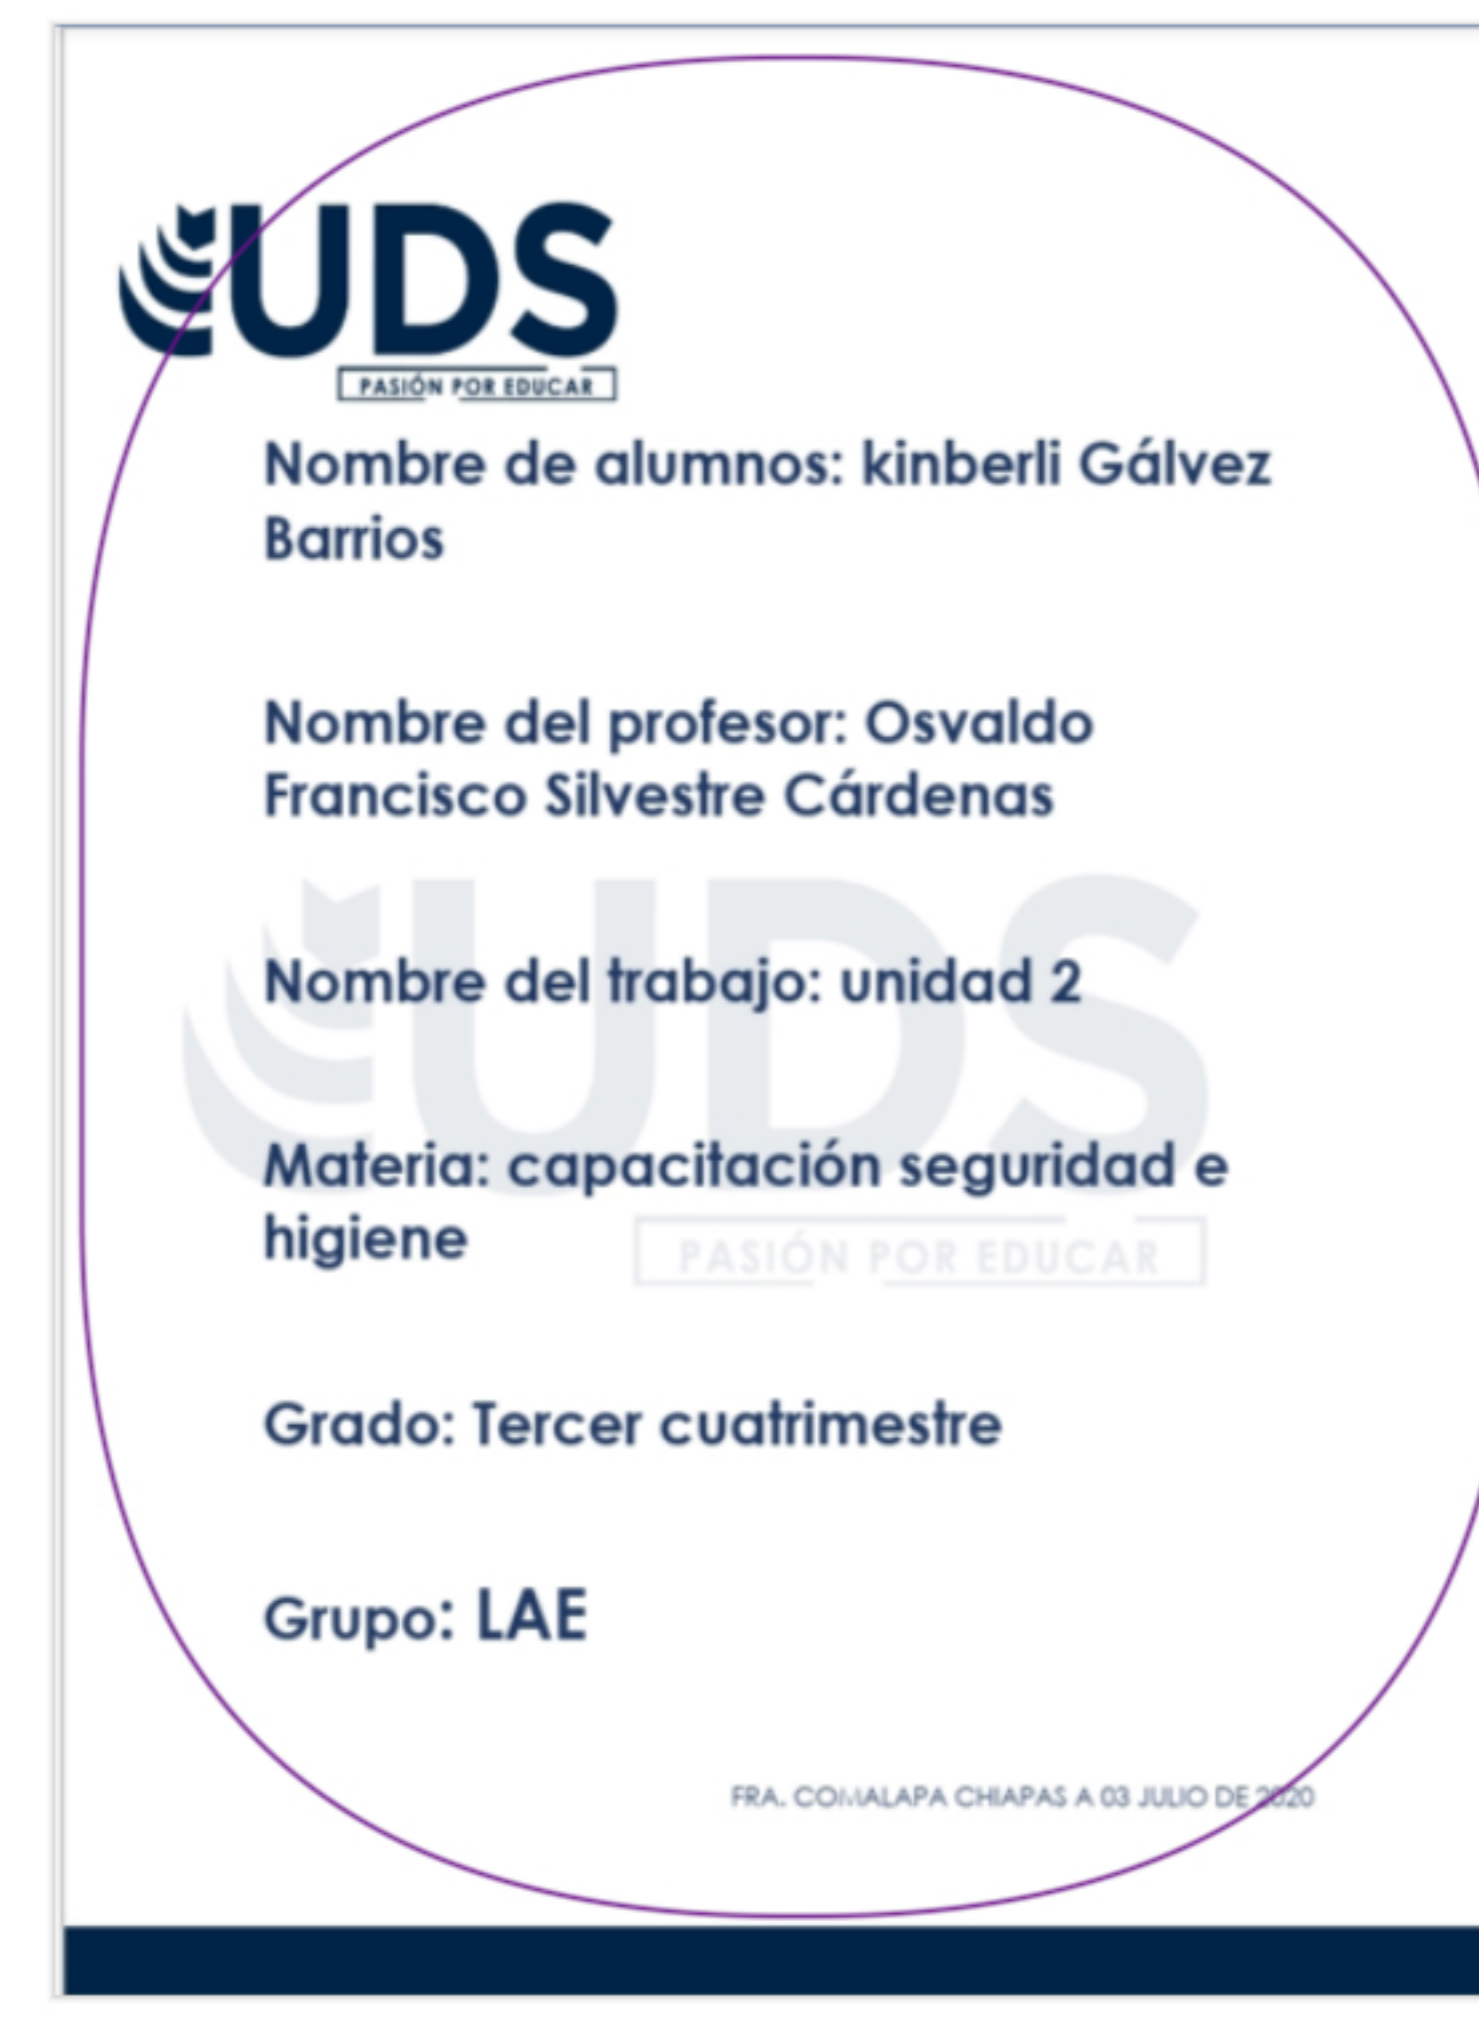 UDS
PASIÓN POR EDUCAR
Nombre de alumnos: kinberli Gálvez
Barrios
Nombre del profesor: Osvaldo
Francisco Silvestre Cárdenas
UDS
Nombre del trabajo: unidad 2
Materia: capacitación seguridad e
higiene
PASIÓN POR EDUCAR
Grado: Tercer cuatrimestre
Grupo: LAE
FRA. COMALAPA CHIAPAS A 03 JULIO DE 2020